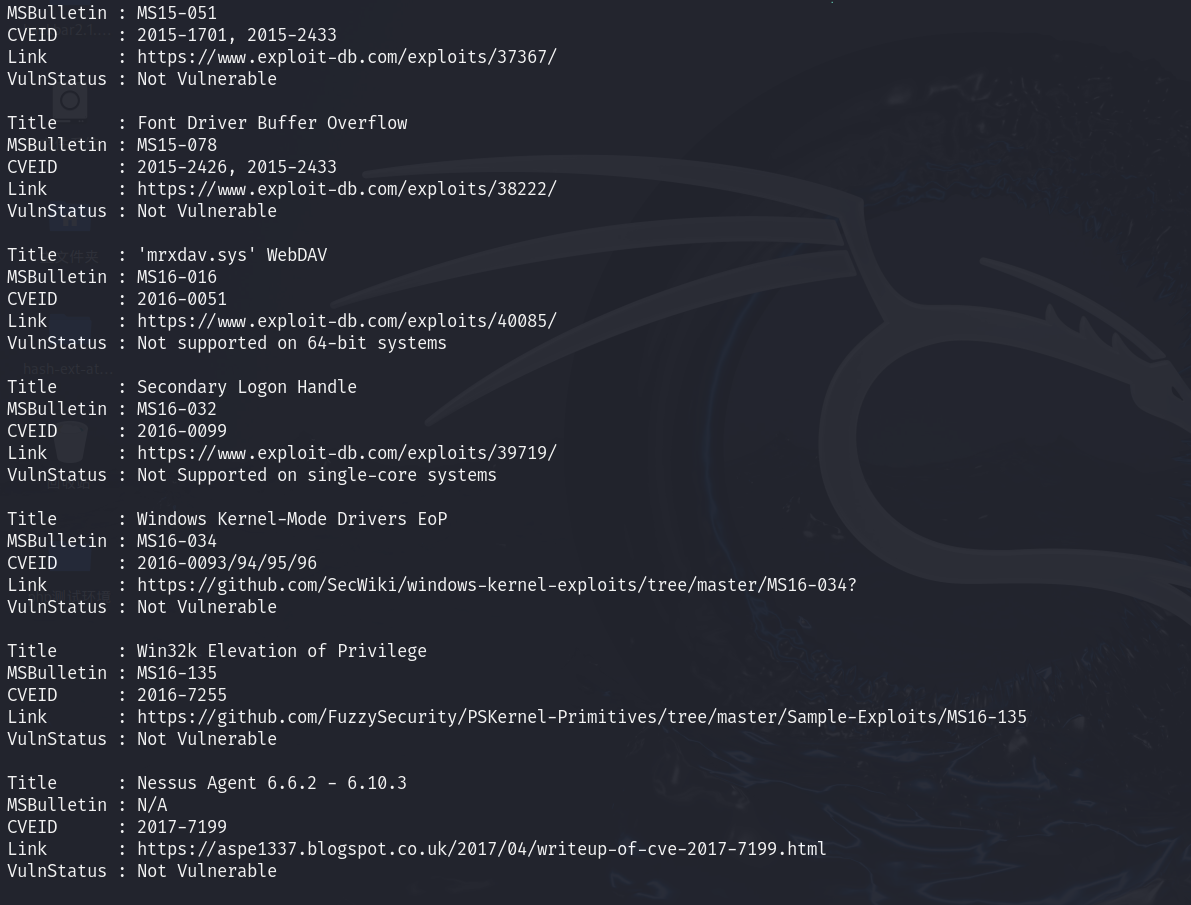 MSBulletin : MS15-051
CVEID      : 2015-1701, 2015-2433
Link       : https://www.exploit-db.com/exploits/37367/
VulnStatus : Not Vulnerable

Title      : Font Driver Buffer Overflow
MSBulletin : MS15-078
CVEID      : 2015-2426, 2015-2433
Link       : https://www.exploit-db.com/exploits/38222/
VulnStatus : Not Vulnerable

Title      : 'mrxdav.sys' WebDAV
MSBulletin : MS16-016
CVEID      : 2016-0051
Link       : https://www.exploit-db.com/exploits/40085/
VulnStatus : Not supported on 64-bit systems

Title      : Secondary Logon Handle
MSBulletin : MS16-032
CVEID      : 2016-0099
Link       : https://www.exploit-db.com/exploits/39719/
VulnStatus : Not Supported on single-core systems

Title      : Windows Kernel-Mode Drivers EoP
MSBulletin : MS16-034
CVEID      : 2016-0093/94/95/96
Link       : https://github.com/SecWiki/windows-kernel-exploits/tree/master/MS16-034?
VulnStatus : Not Vulnerable

Title      : Win32k Elevation of Privilege
MSBulletin : MS16-135
CVEID      : 2016-7255
Link       : https://github.com/FuzzySecurity/PSKernel-Primitives/tree/master/Sample-Exploits/MS16-135
VulnStatus : Not Vulnerable

Title      : Nessus Agent 6.6.2 - 6.10.3
MSBulletin : N/A
CVEID      : 2017-7199
Link       : https://aspe1337.blogspot.co.uk/2017/04/writeup-of-cve-2017-7199.html
VulnStatus : Not Vulnerable

文件夹
hash-ext-at...